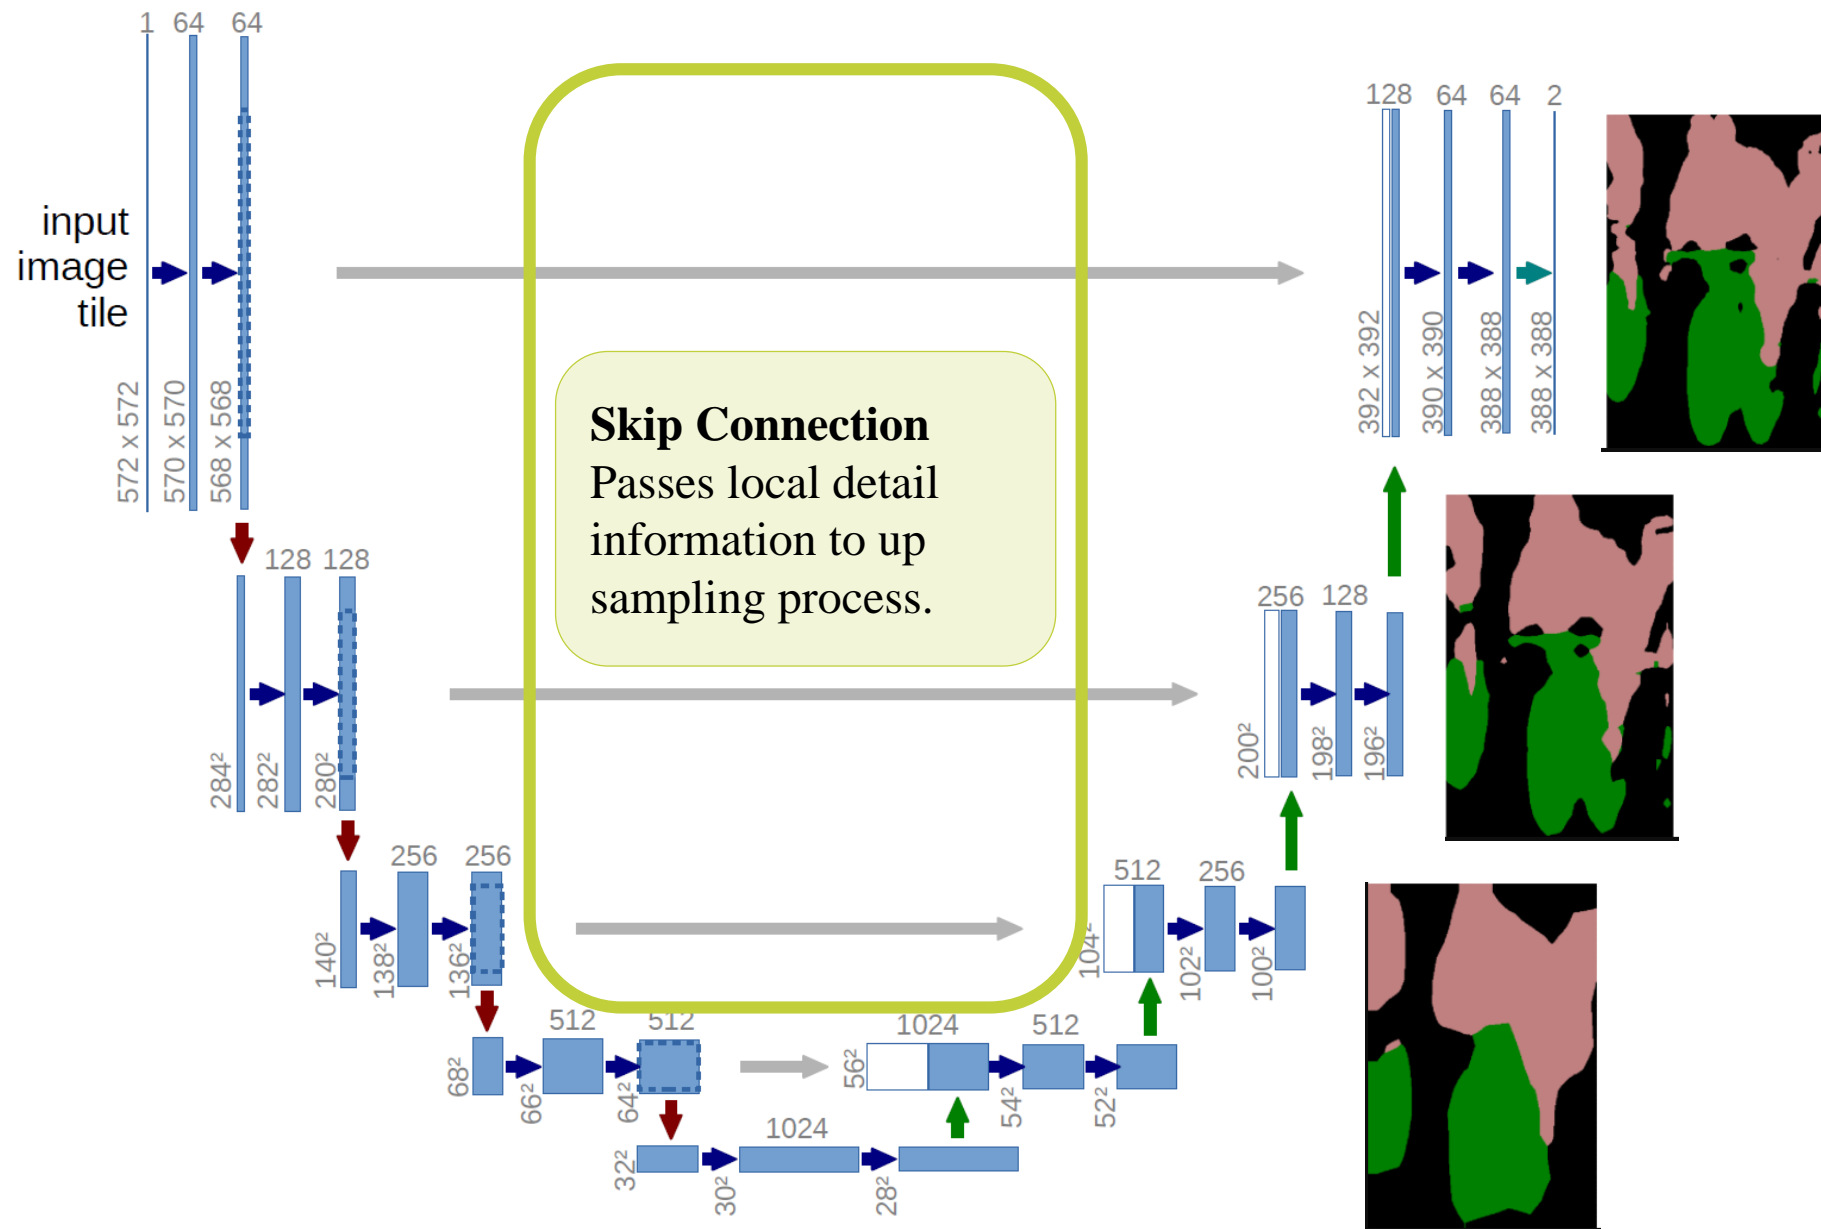 1 64 64
input
image
tile
572 x 572
570 x 570
568 x 568
128 64 64 2
392 x 392
390 x 390
388 x 388
388 x 388
Skip Connection
Passes local detail
information to up
sampling process.
128 128
284²
282²
280²
256 128
200²
198²
196²
256 256
140²
138²
136²
512 256
104²
102²
100²
512 512
68²
66²
64²
1024 512
56²
54²
52²
1024
32²
30²
28²